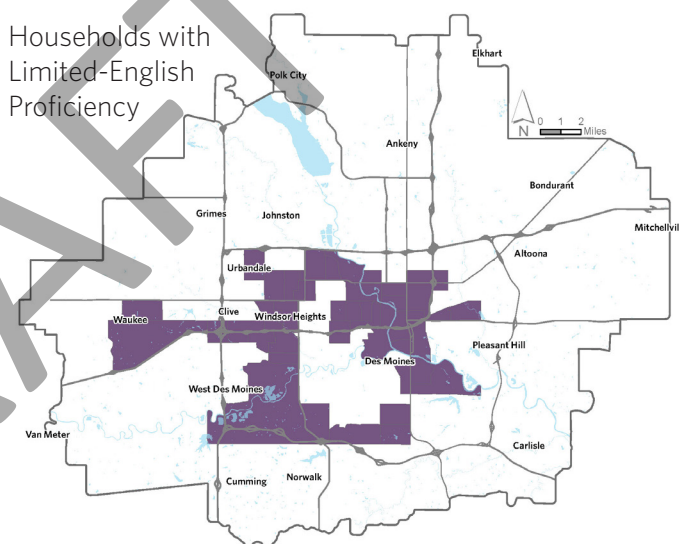 Households with
Limited-English
Proficiency
Elkhart
Polk City
0 1 2
Miles
N
Ankeny
Bondurant
Grimes
Johnston
Mitchellvil
Altoona
Urbandale
Waukee
Clive
Windsor Heights
Pleasant Hill
Des Moines
West Des Moines
Van Meter
Carlisle
Cumming
Norwalk